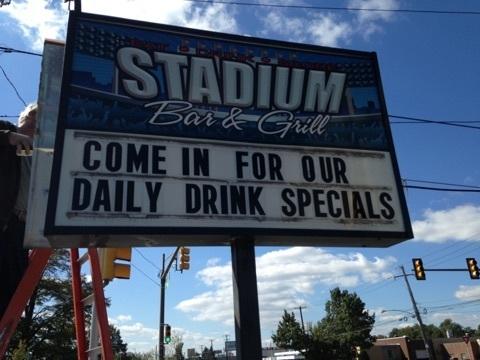 STADIUM
Bar & Grill
COME IN FOR OUR
DAILY DRINK SPECIALS